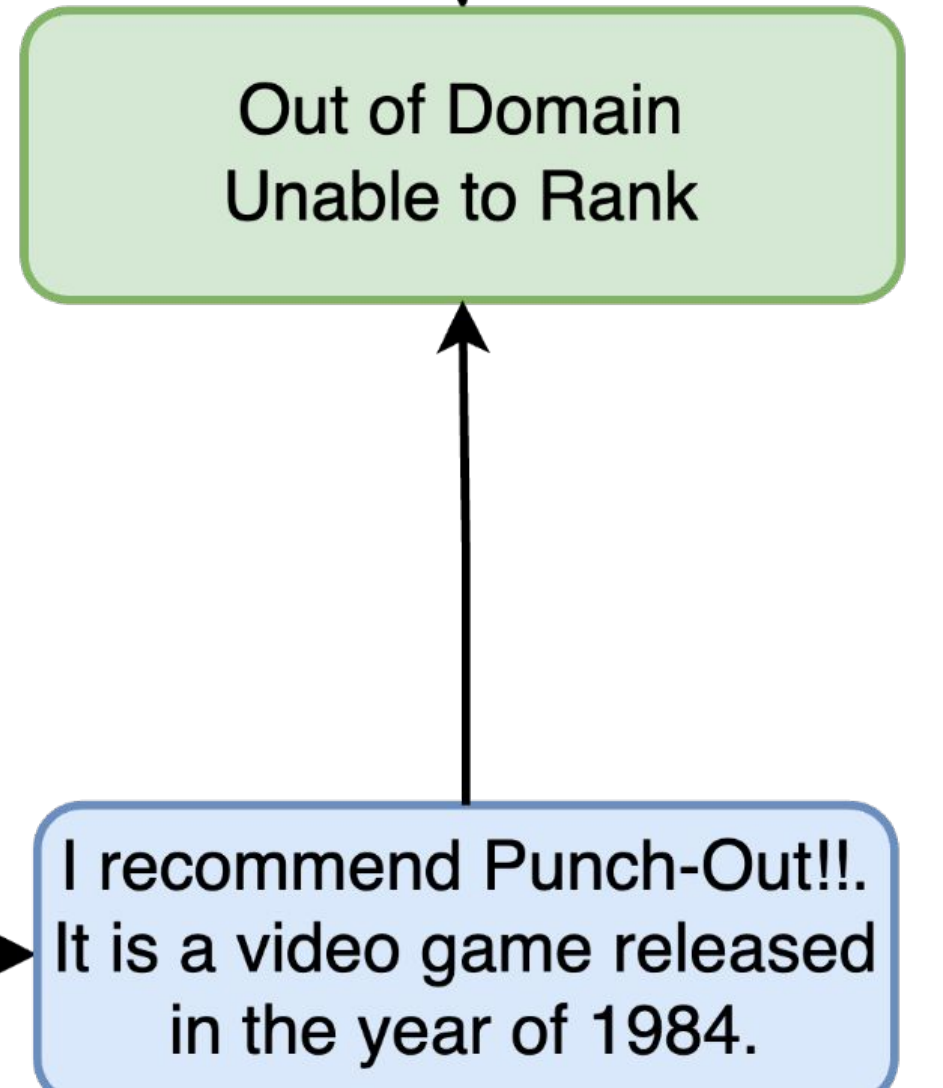 Out of Domain
Unable to Rank
I recommend Punch-Out!!.
It is a video game released
in the year of 1984.